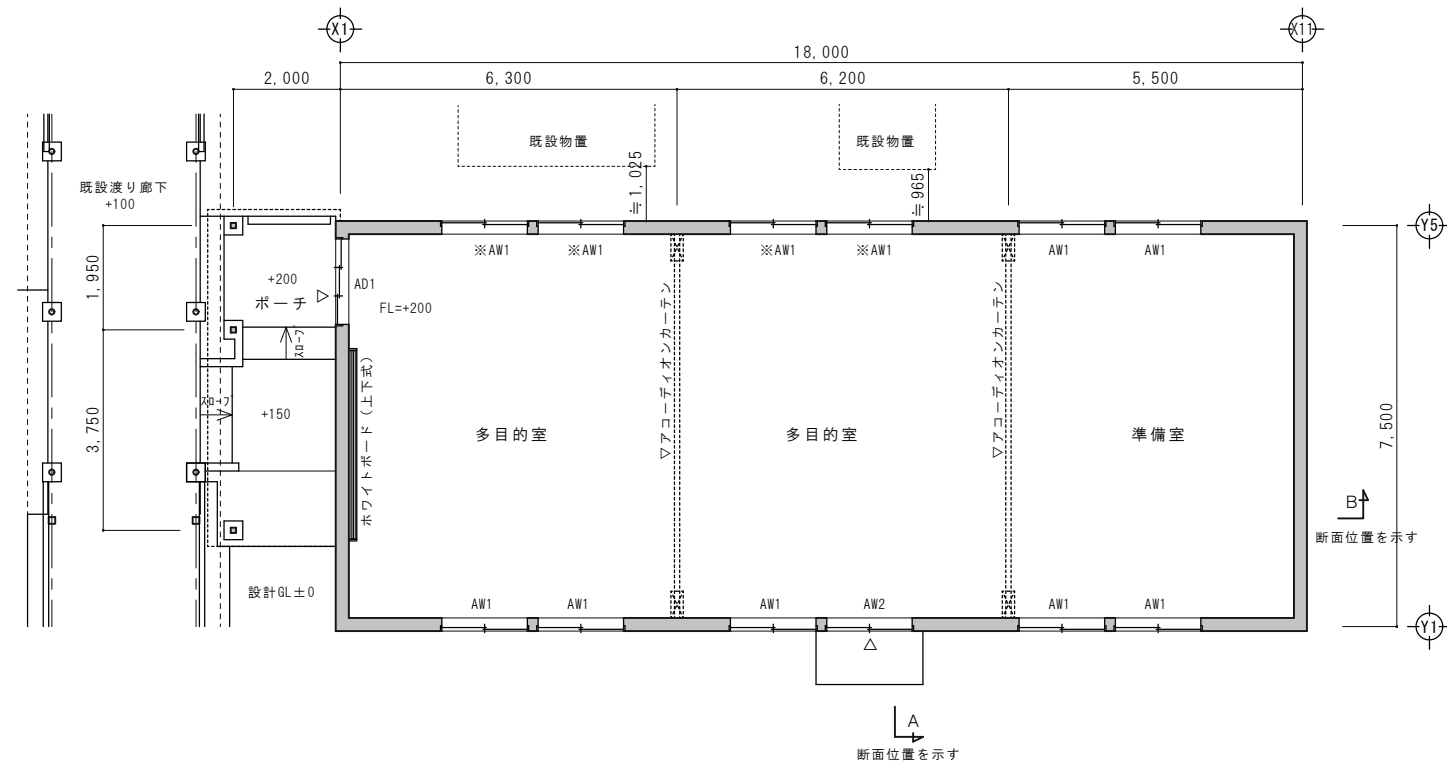 X1
X11
18,000
2,000
6,300
6,200
5,500
既設物置
既設物置
≒1,025
≒965
既設渡り廊下
+100
Y5
※AW1
※AW1
※AW1
※AW1
AW1
AW1
1,950
+200
ポーチ
AD1
FL=+200
スロープ
アコーディオンカーテン
アコーディオンカーテン
ホワイトボード(上下式)
スロープ
+150
3,750
多目的室
多目的室
準備室
7,500
B
断面位置を示す
設計GL±0
AW1
AW1
AW1
AW2
AW1
AW1
Y1
A
断面位置を示す